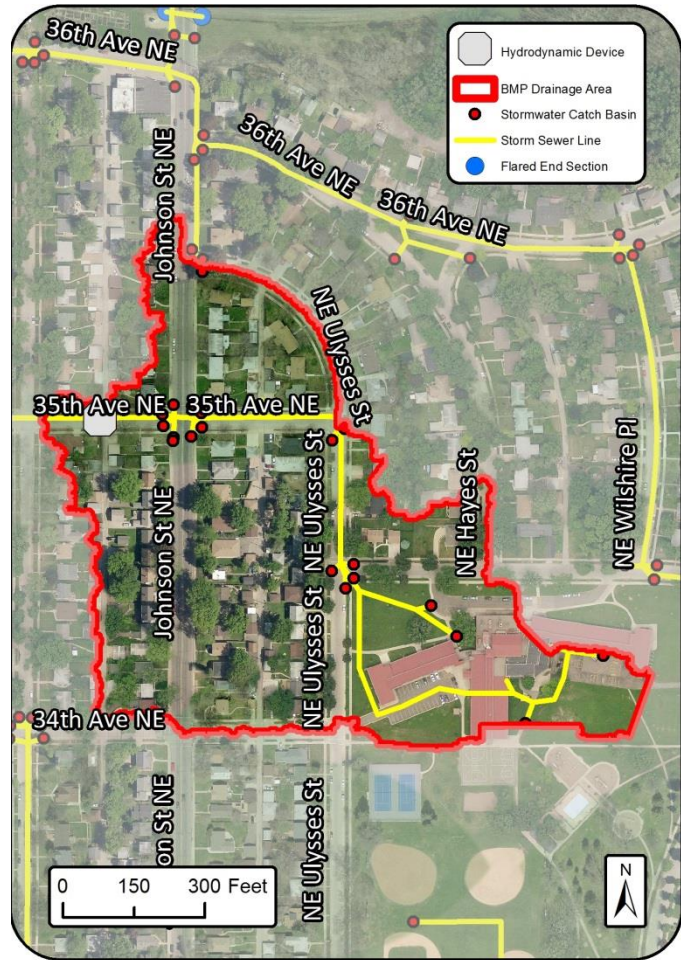 36th Ave NE
Hydrodynamic Device
BMP Drainage Area
Stormwater Catch Basin
Storm Sewer Line
Flared End Section
Johnson St NE
36th Ave NE
36th Ave NE
NE Ulysses St
35th Ave NE
35th Ave NE
NE Ulysses St
NE Hayes St
NE Wilshire Pl
Johnson St NE
NE Ulysses St
34th Ave NE
on St NE
NE Ulysses St
0 150 300 Feet
N